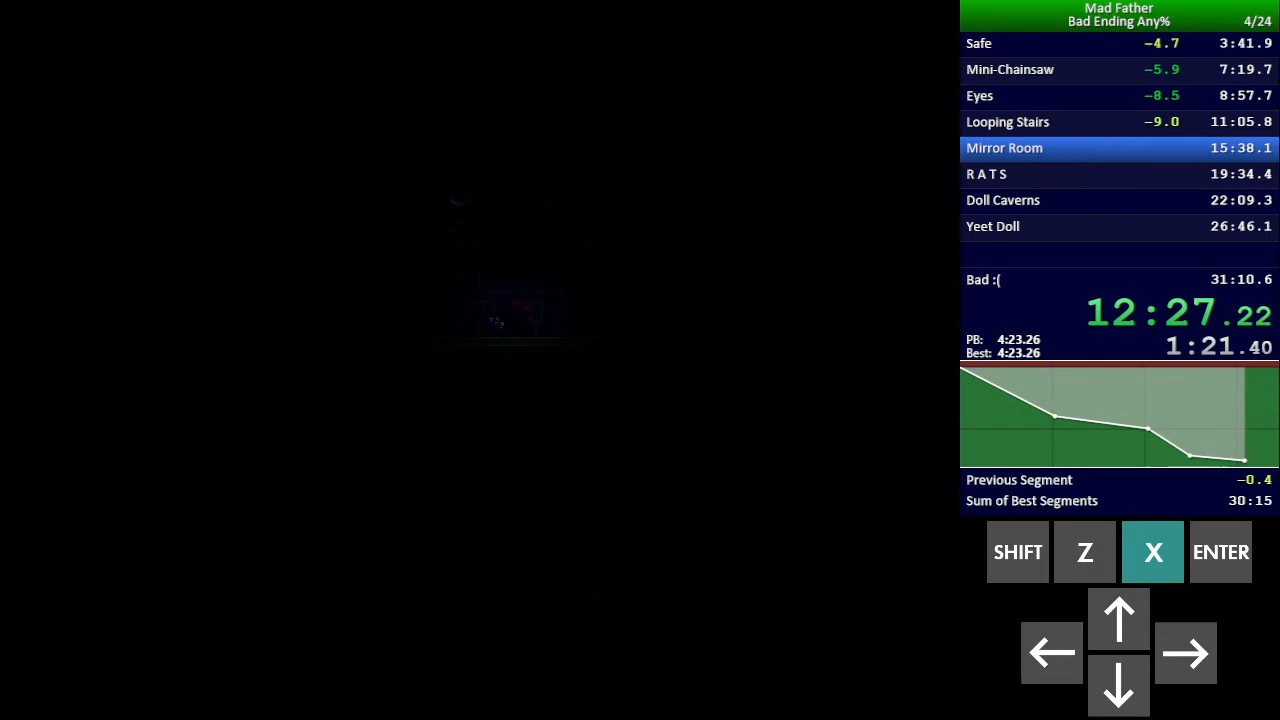 Mad Father
Bad Ending Any% 4/24
Safe -4.7 3:41.9
Mini-Chainsaw -5.9 7:19.7
Eyes -8.5 8:57.7
Looping Stairs -9.0 11:05.8
Mirror Room 15:38.1
R A T S 19:34.4
Doll Caverns 22:09.3
Yeet Doll 26:46.1
Bad :( 31:10.6
12:27.22
PB: 4:23.26
Best: 4:23.26
1:21.40
Previous Segment -0.4
Sum of Best Segments 30:15
SHIFT Z X ENTER